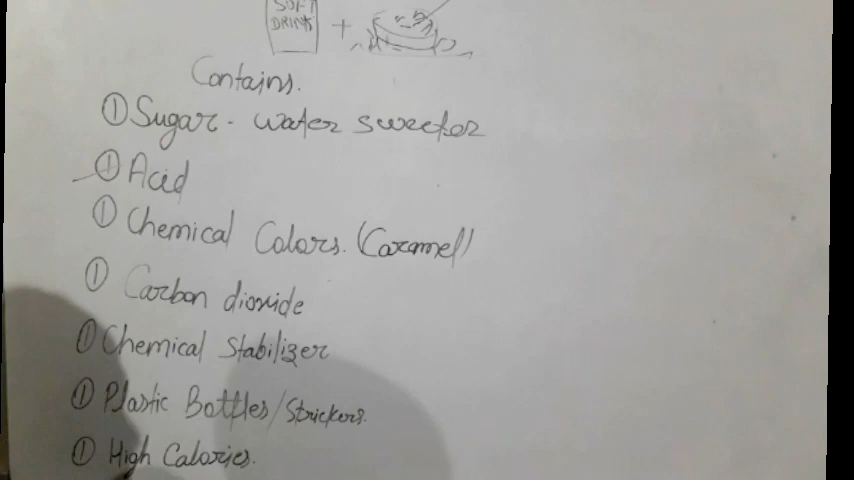 SOFT
DRINKS +
Contains.
① Sugar - water sweeter
① Acid
① Chemical Colors. (Caramel)
① Carbon dioxide
① Chemical Stabilizer
① Plastic Bottles/Strickers.
① High Calories.